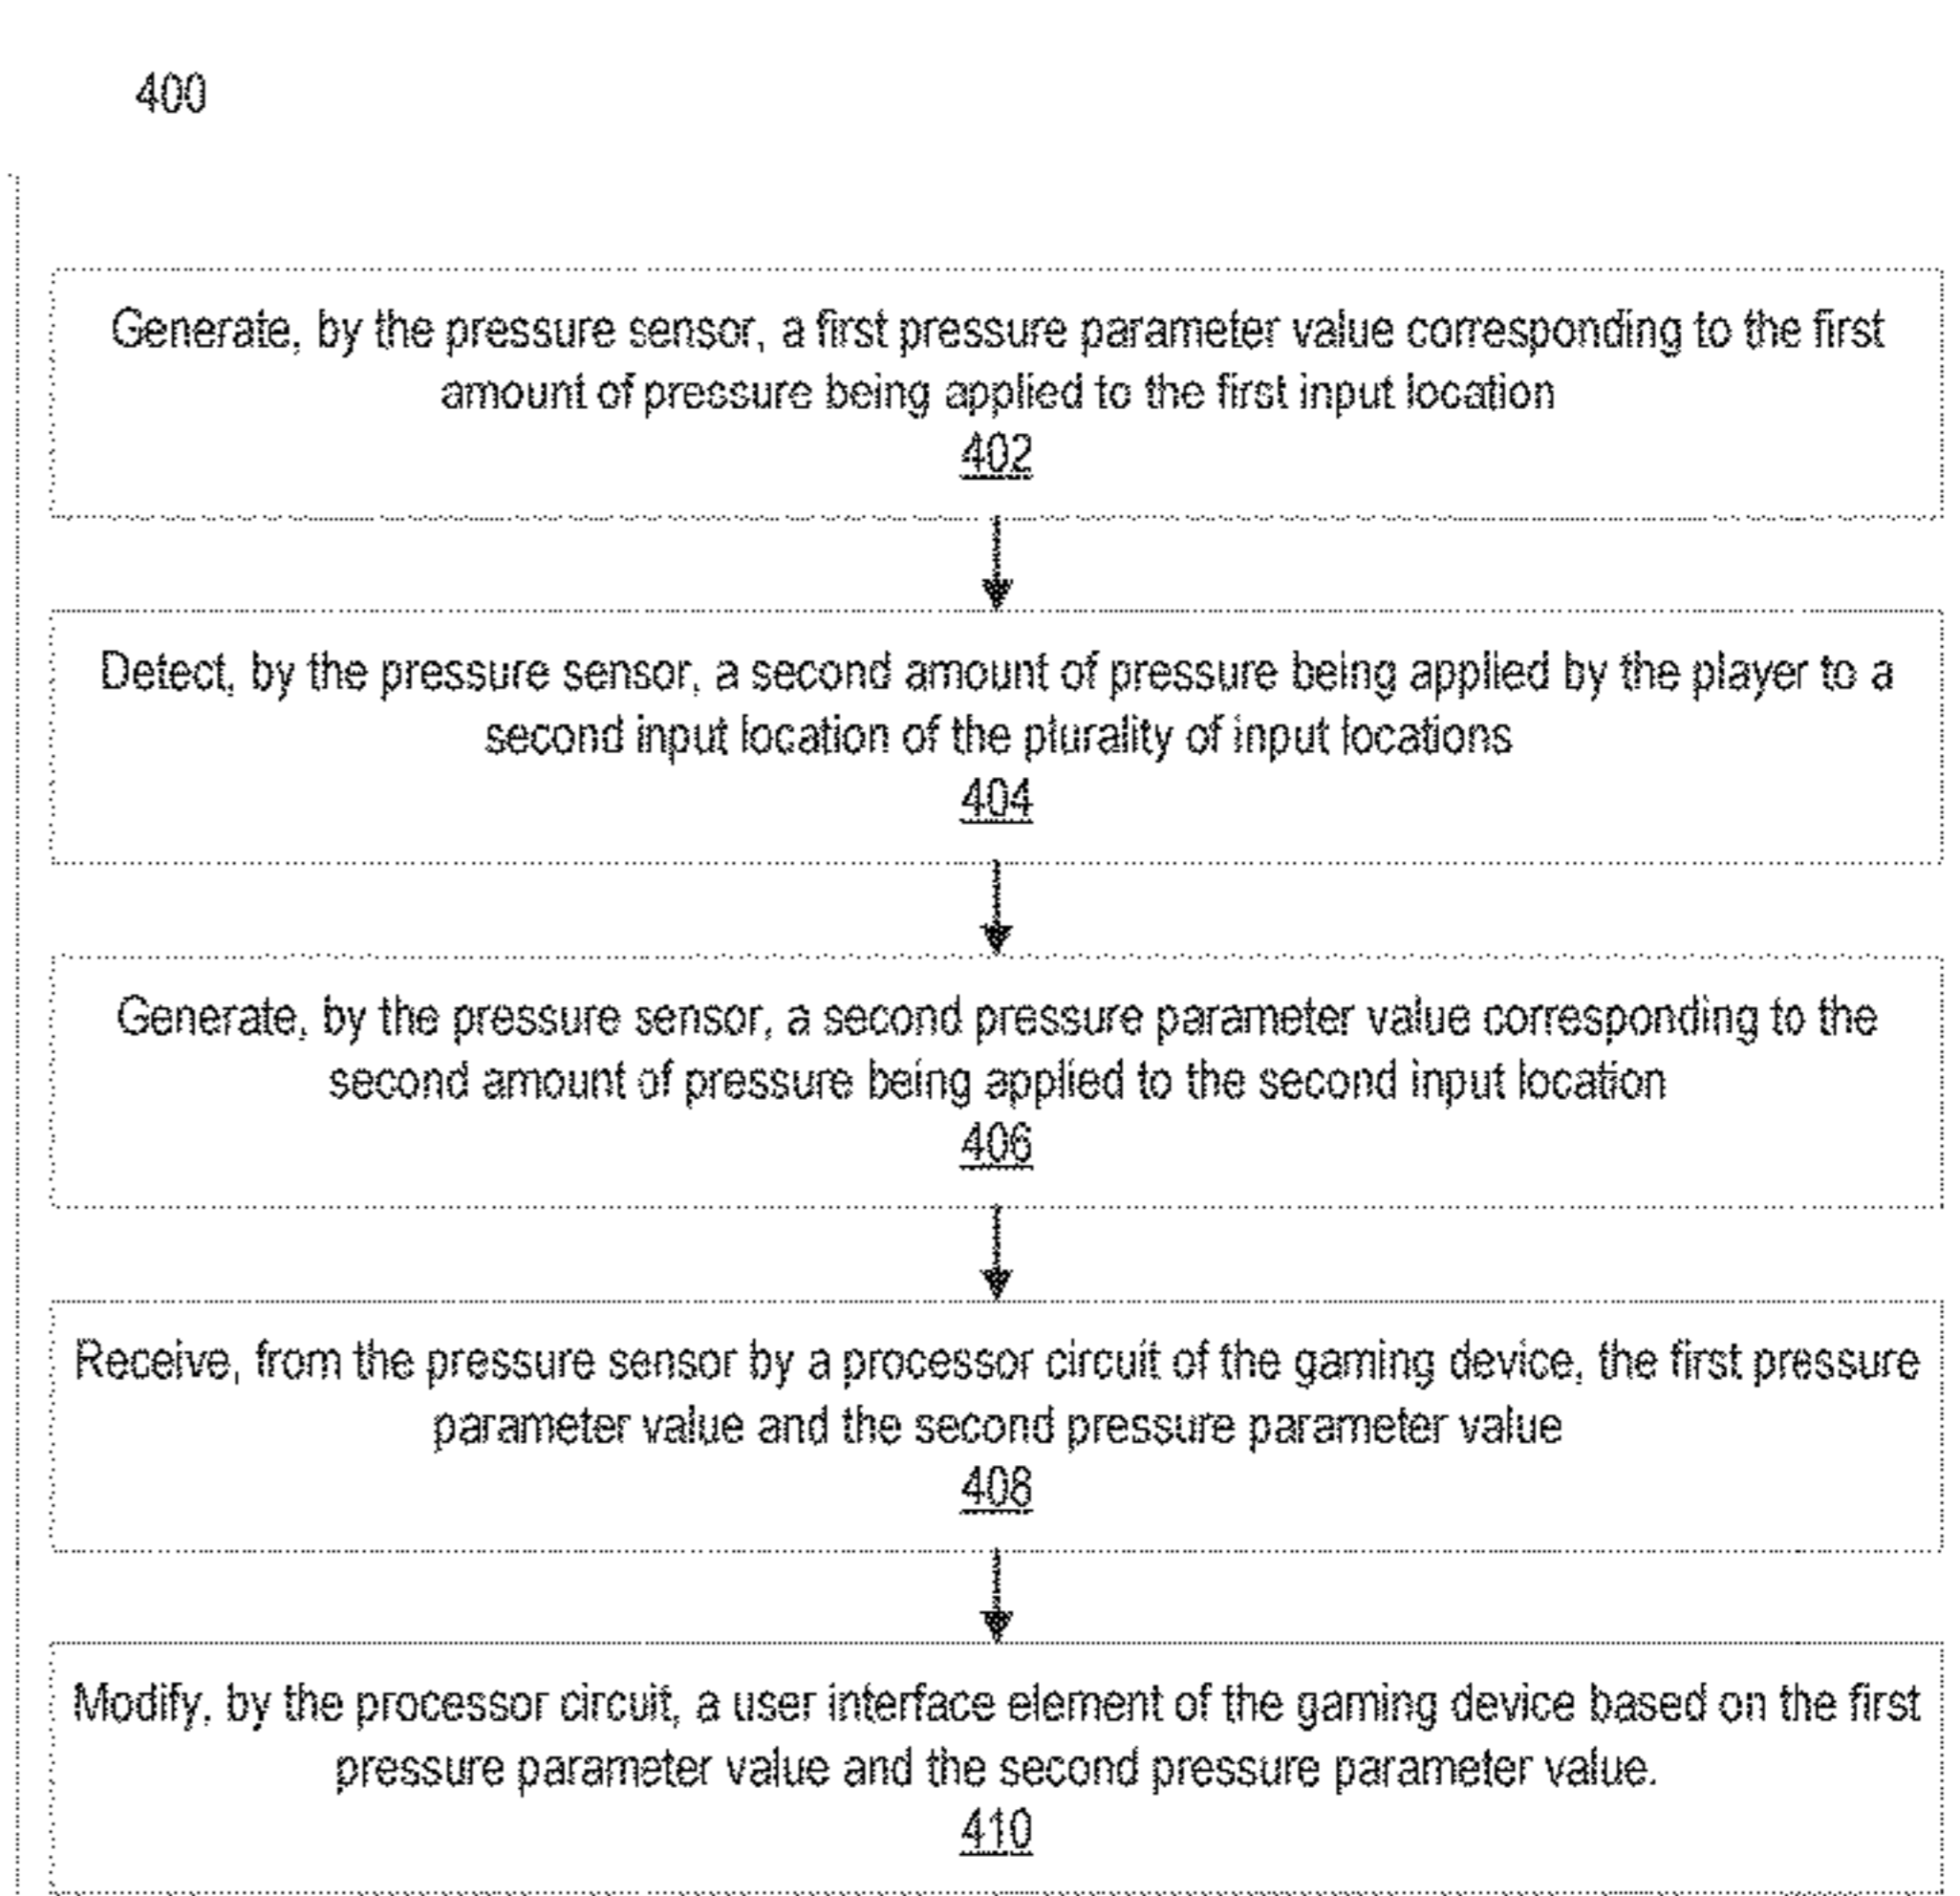 400
Generate, by the pressure sensor, a first pressure parameter value corresponding to the first
amount of pressure being applied to the first input location
402
Detect, by the pressure sensor, a second amount of pressure being applied by the player to a
second input location of the plurality of input locations
404
Generate, by the pressure sensor, a second pressure parameter value corresponding to the
second amount of pressure being applied to the second input location
406
Receive, from the pressure sensor by a processor circuit of the gaming device, the first pressure
parameter value and the second pressure parameter value
408
Modify, by the processor circuit, a user interface element of the gaming device based on the first
pressure parameter value and the second pressure parameter value.
410